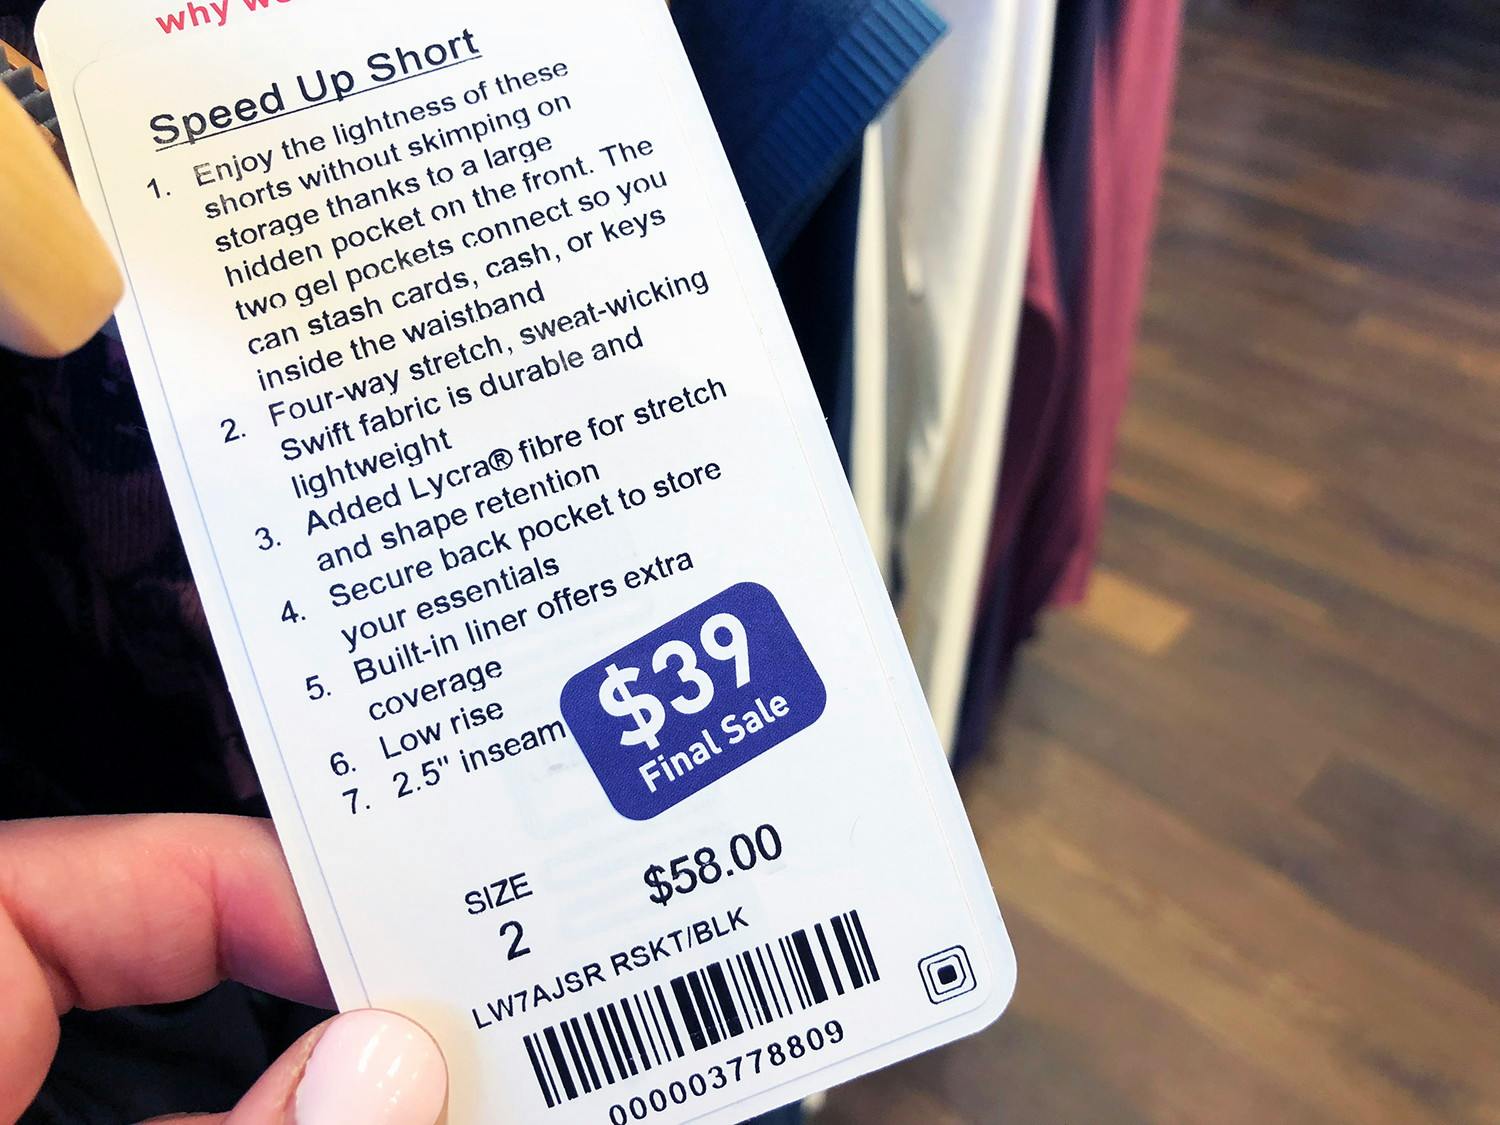 why
Speed Up Short
1. Enjoy the lightness of these
shorts without skimping on
storage thanks to a large
hidden pocket on the front. The
two gel pockets connect so you
can stash cards, cash, or keys
inside the waistband
2. Four-way stretch, sweat-wicking
Swift fabric is durable and
lightweight
3. Added Lycra® fibre for stretch
and shape retention
4. Secure back pocket to store
your essentials
5. Built-in liner offers extra
coverage
6. Low rise
7. 2.5" inseam
$39
Final Sale
SIZE
2
$58.00
LW7AJSR RSKT/BLK
000003778809